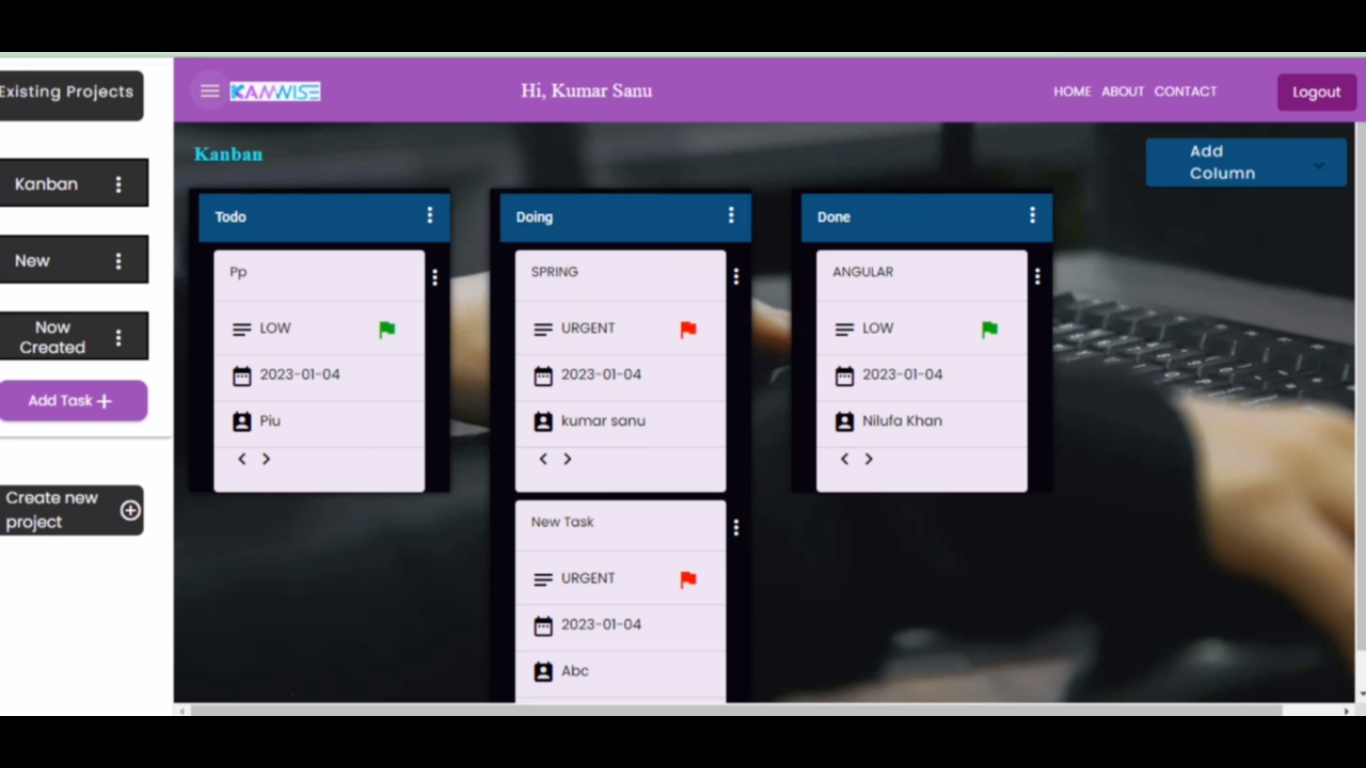 Existing Projects
Kanban
New
Now
Created
Add Task +
Create new
project
KANWISE
Hi, Kumar Sanu
HOME ABOUT CONTACT
Logout
Kanban
Add
Column
Todo
Pp
LOW
2023-01-04
Piu
Doing
SPRING
URGENT
2023-01-04
kumar sanu
New Task
URGENT
2023-01-04
Abc
Done
ANGULAR
LOW
2023-01-04
Nilufa Khan